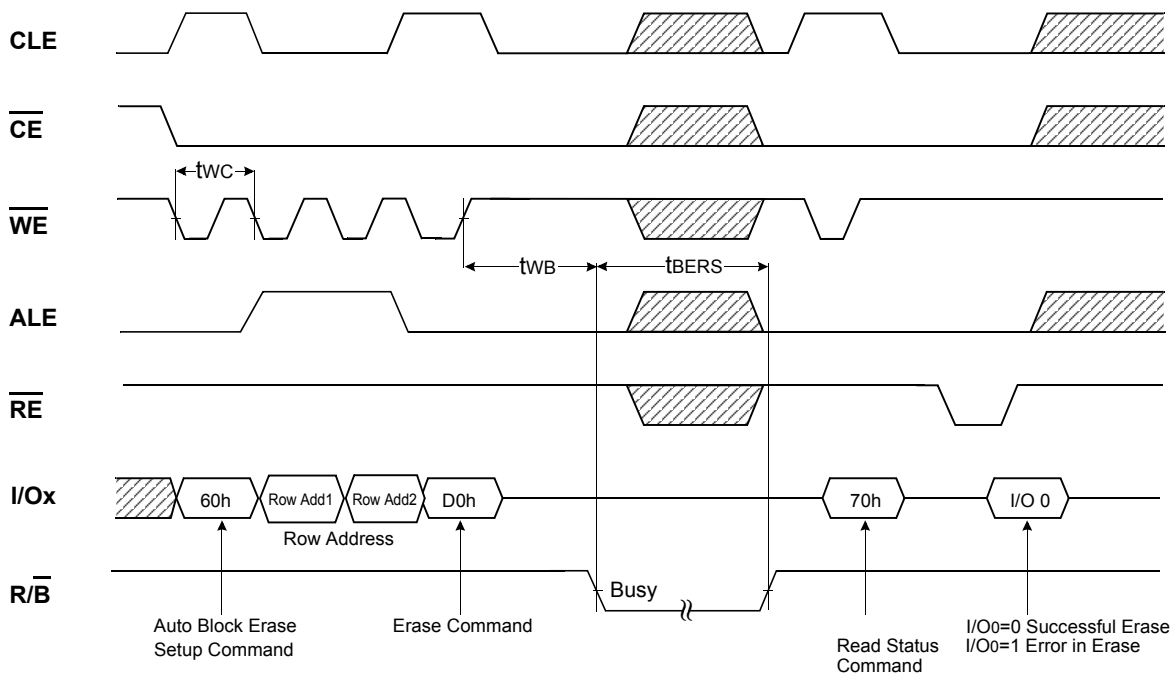 CLE
CE
tWC
WE
tWB
tBERS
ALE
RE
I/Ox
60h
Row Add1
Row Add2
D0h
70h
I/O 0
Row Address
R/B
Busy
Auto Block Erase
Setup Command
Erase Command
Read Status
Command
I/O0=0 Successful Erase
I/O0=1 Error in Erase